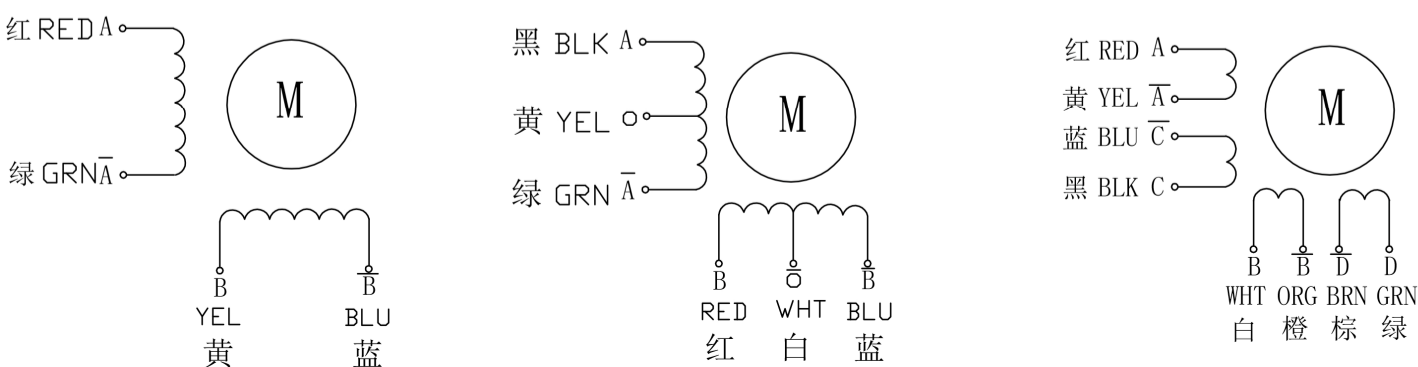 红 RED A
M
绿 GRN A̅
B B̅
YEL BLU
黄 蓝
黑 BLK A
黄 YEL O
M
绿 GRN A̅
B O̅ B̅
RED WHT BLU
红 白 蓝
红 RED A
黄 YEL A̅
M
蓝 BLU C̅
黑 BLK C
B B̅ D̅ D
WHT ORG BRN GRN
白 橙 棕 绿